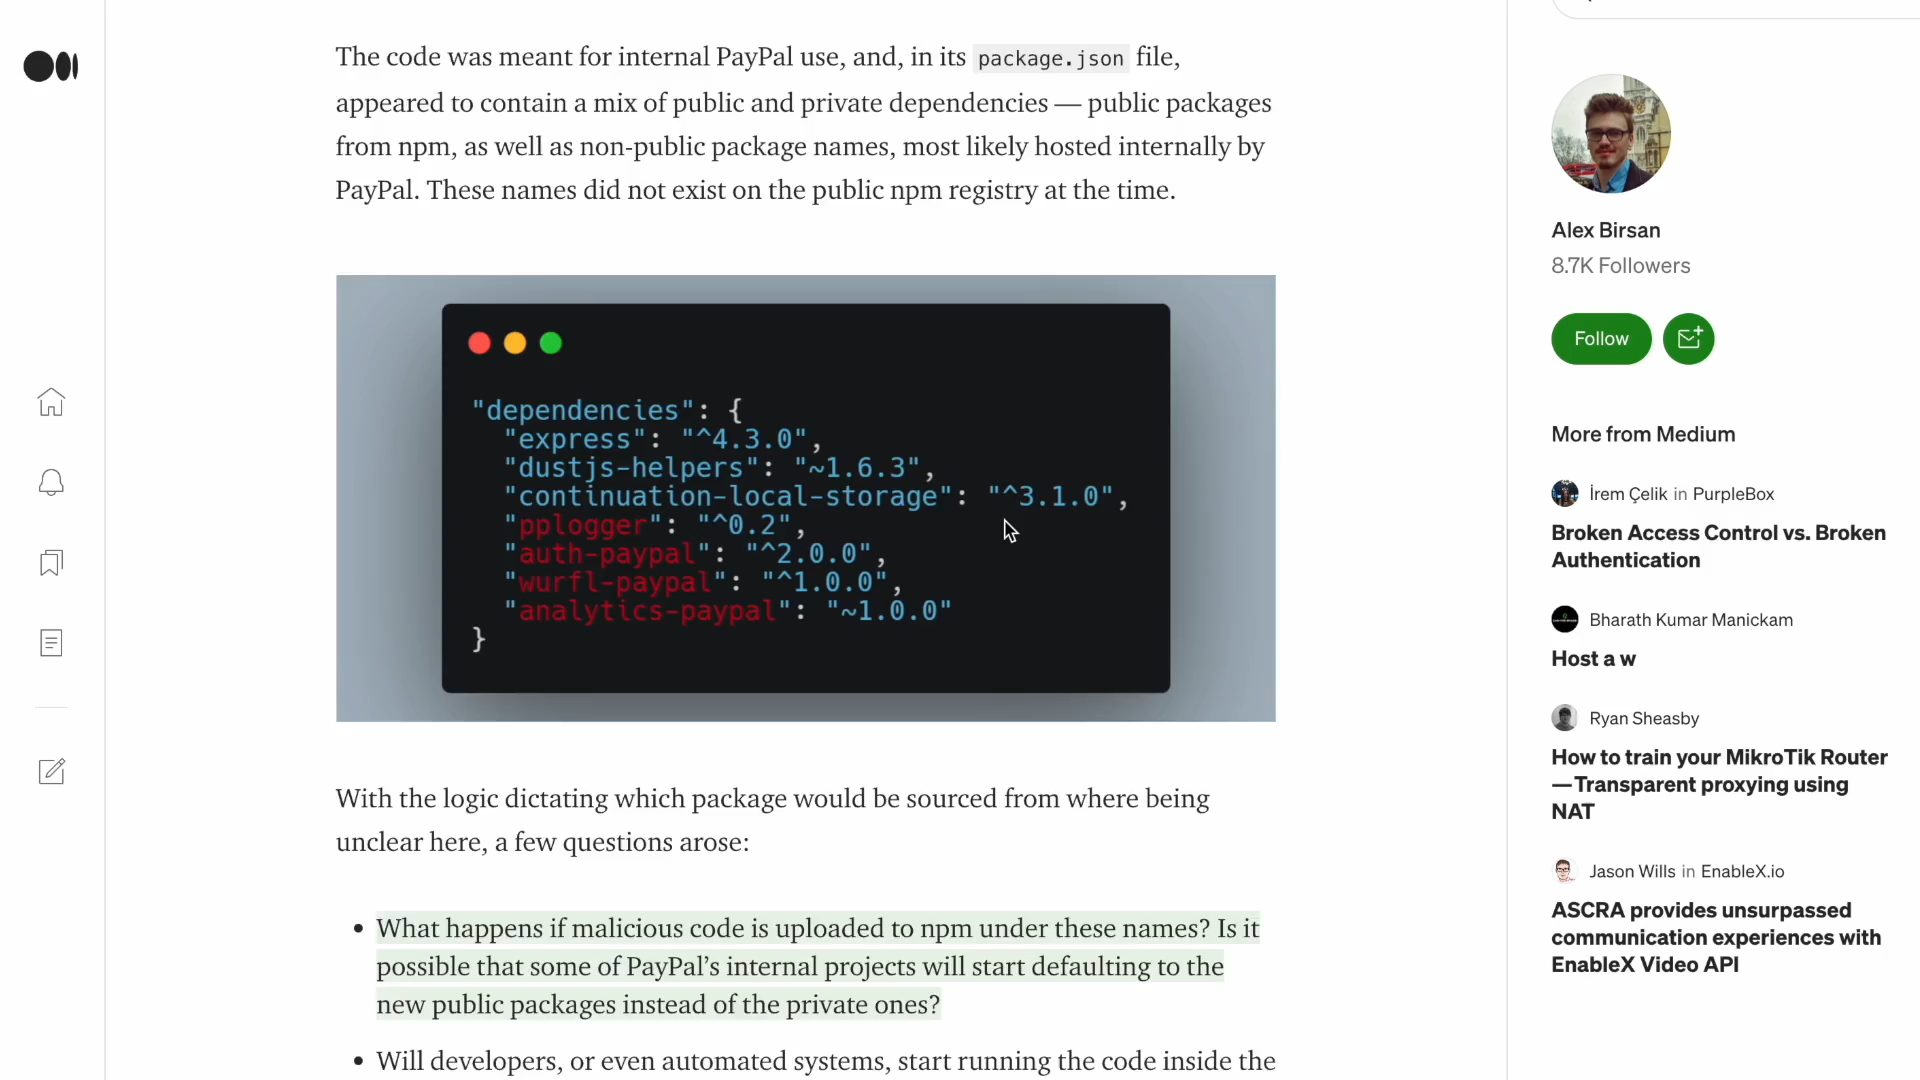 The code was meant for internal PayPal use, and, in its package.json file,
appeared to contain a mix of public and private dependencies — public packages
from npm, as well as non-public package names, most likely hosted internally by
PayPal. These names did not exist on the public npm registry at the time.
"dependencies": {
"express": "^4.3.0",
"dustjs-helpers": "~1.6.3",
"continuation-local-storage": "^3.1.0",
"pplogger": "^0.2",
"auth-paypal": "^2.0.0",
"wurfl-paypal": "^1.0.0",
"analytics-paypal": "~1.0.0"
}
With the logic dictating which package would be sourced from where being
unclear here, a few questions arose:
• What happens if malicious code is uploaded to npm under these names? Is it
possible that some of PayPal’s internal projects will start defaulting to the
new public packages instead of the private ones?
• Will developers, or even automated systems, start running the code inside the
Alex Birsan
8.7K Followers
Follow
More from Medium
İrem Çelik in PurpleBox
Broken Access Control vs. Broken
Authentication
Bharath Kumar Manickam
Host a w
Ryan Sheasby
How to train your MikroTik Router
— Transparent proxying using
NAT
Jason Wills in EnableX.io
ASCRA provides unsurpassed
communication experiences with
EnableX Video API